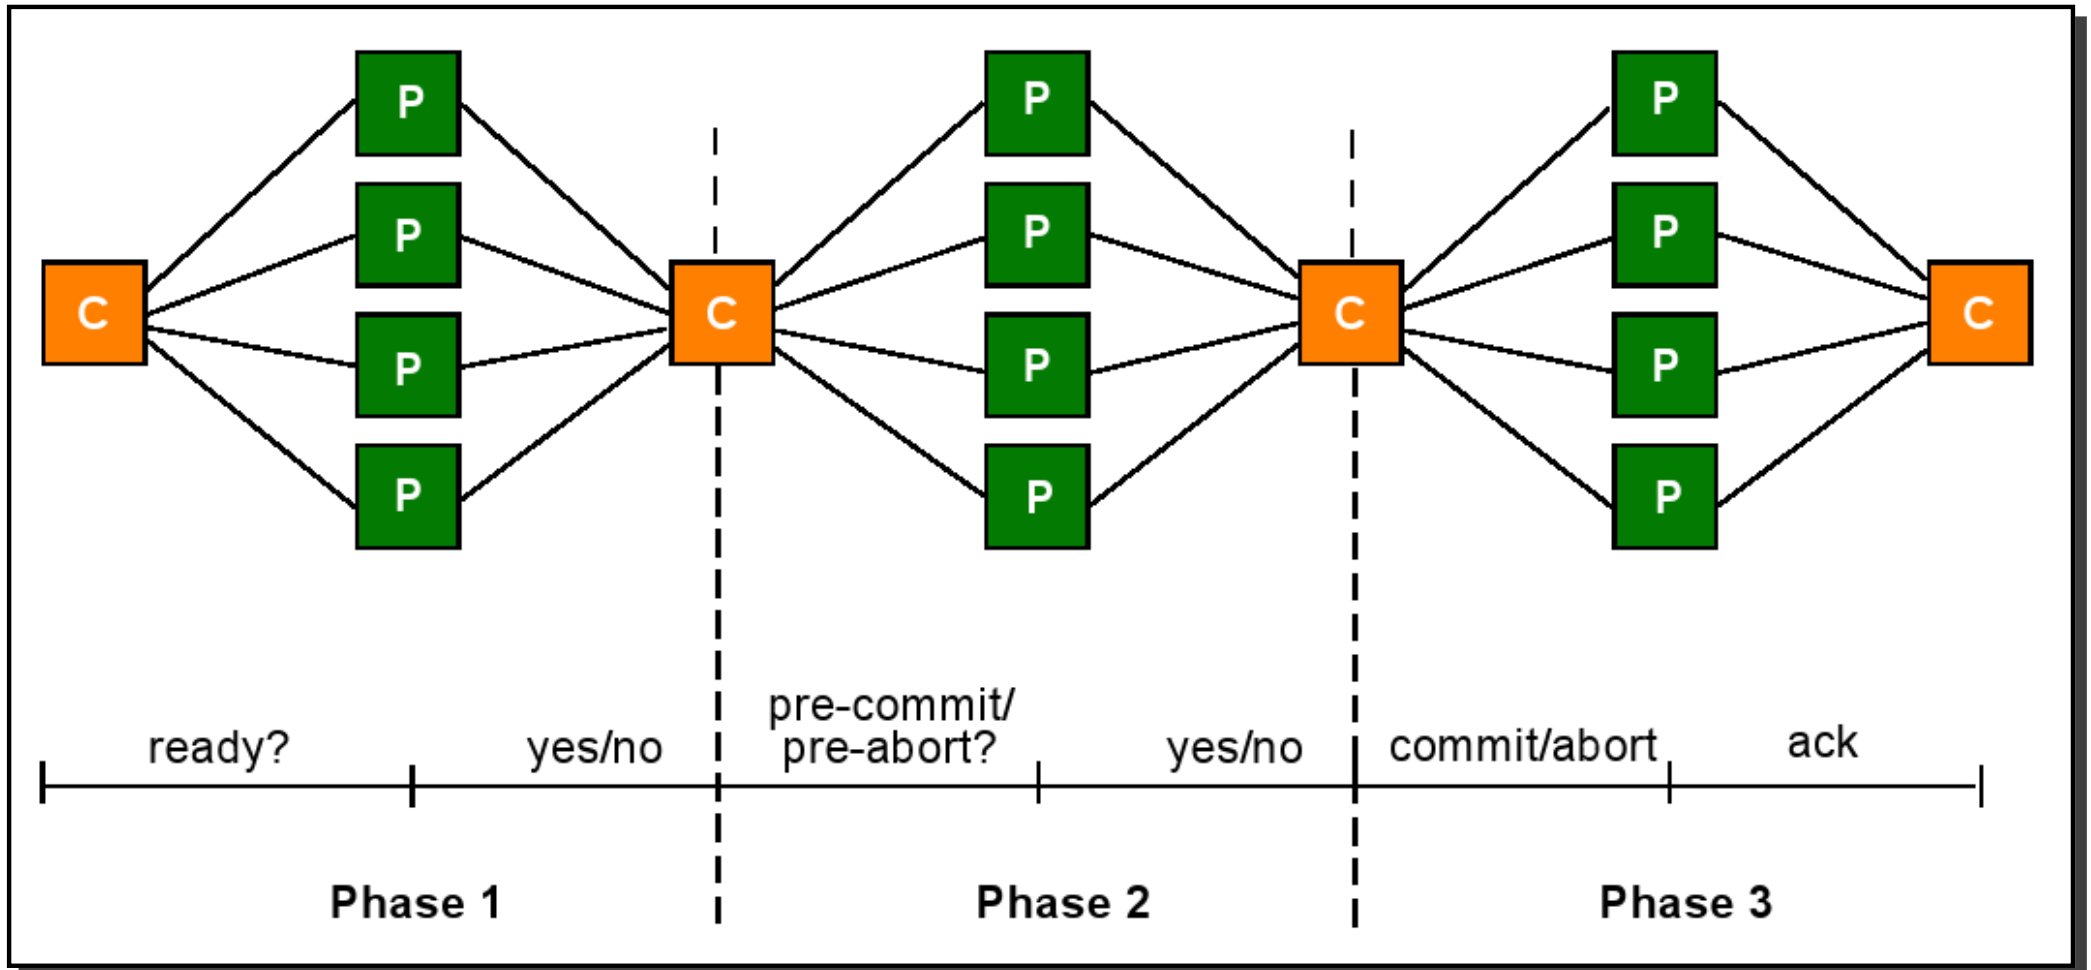 P
P
P
C
P
P
P
C
C
C
P
P
P
P
P
P
ready?
yes/no
pre-commit/
pre-abort?
yes/no
commit/abort
ack
Phase 1
Phase 2
Phase 3